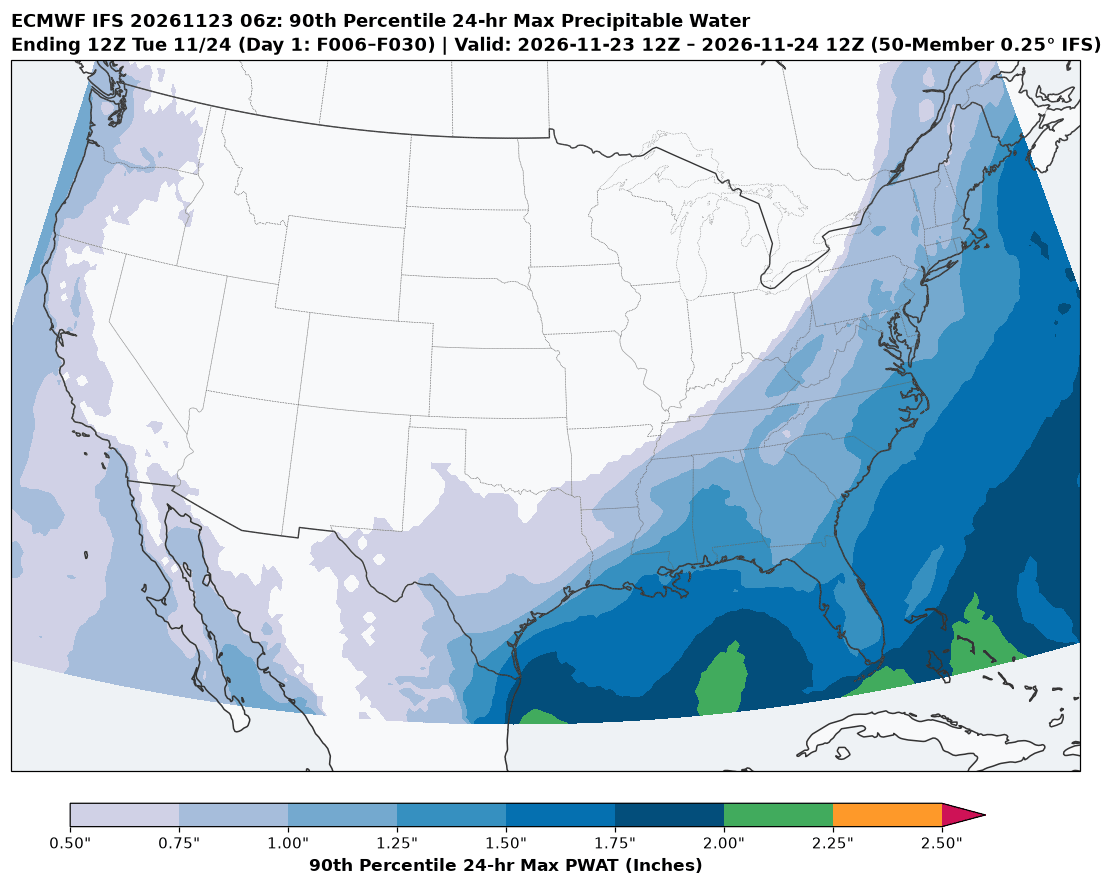 ECMWF IFS 20261123 06z: 90th Percentile 24-hr Max Precipitable Water
Ending 12Z Tue 11/24 (Day 1: F006–F030) | Valid: 2026-11-23 12Z – 2026-11-24 12Z (50-Member 0.25° IFS)
0.50" 0.75" 1.00" 1.25" 1.50" 1.75" 2.00" 2.25" 2.50"
90th Percentile 24-hr Max PWAT (Inches)